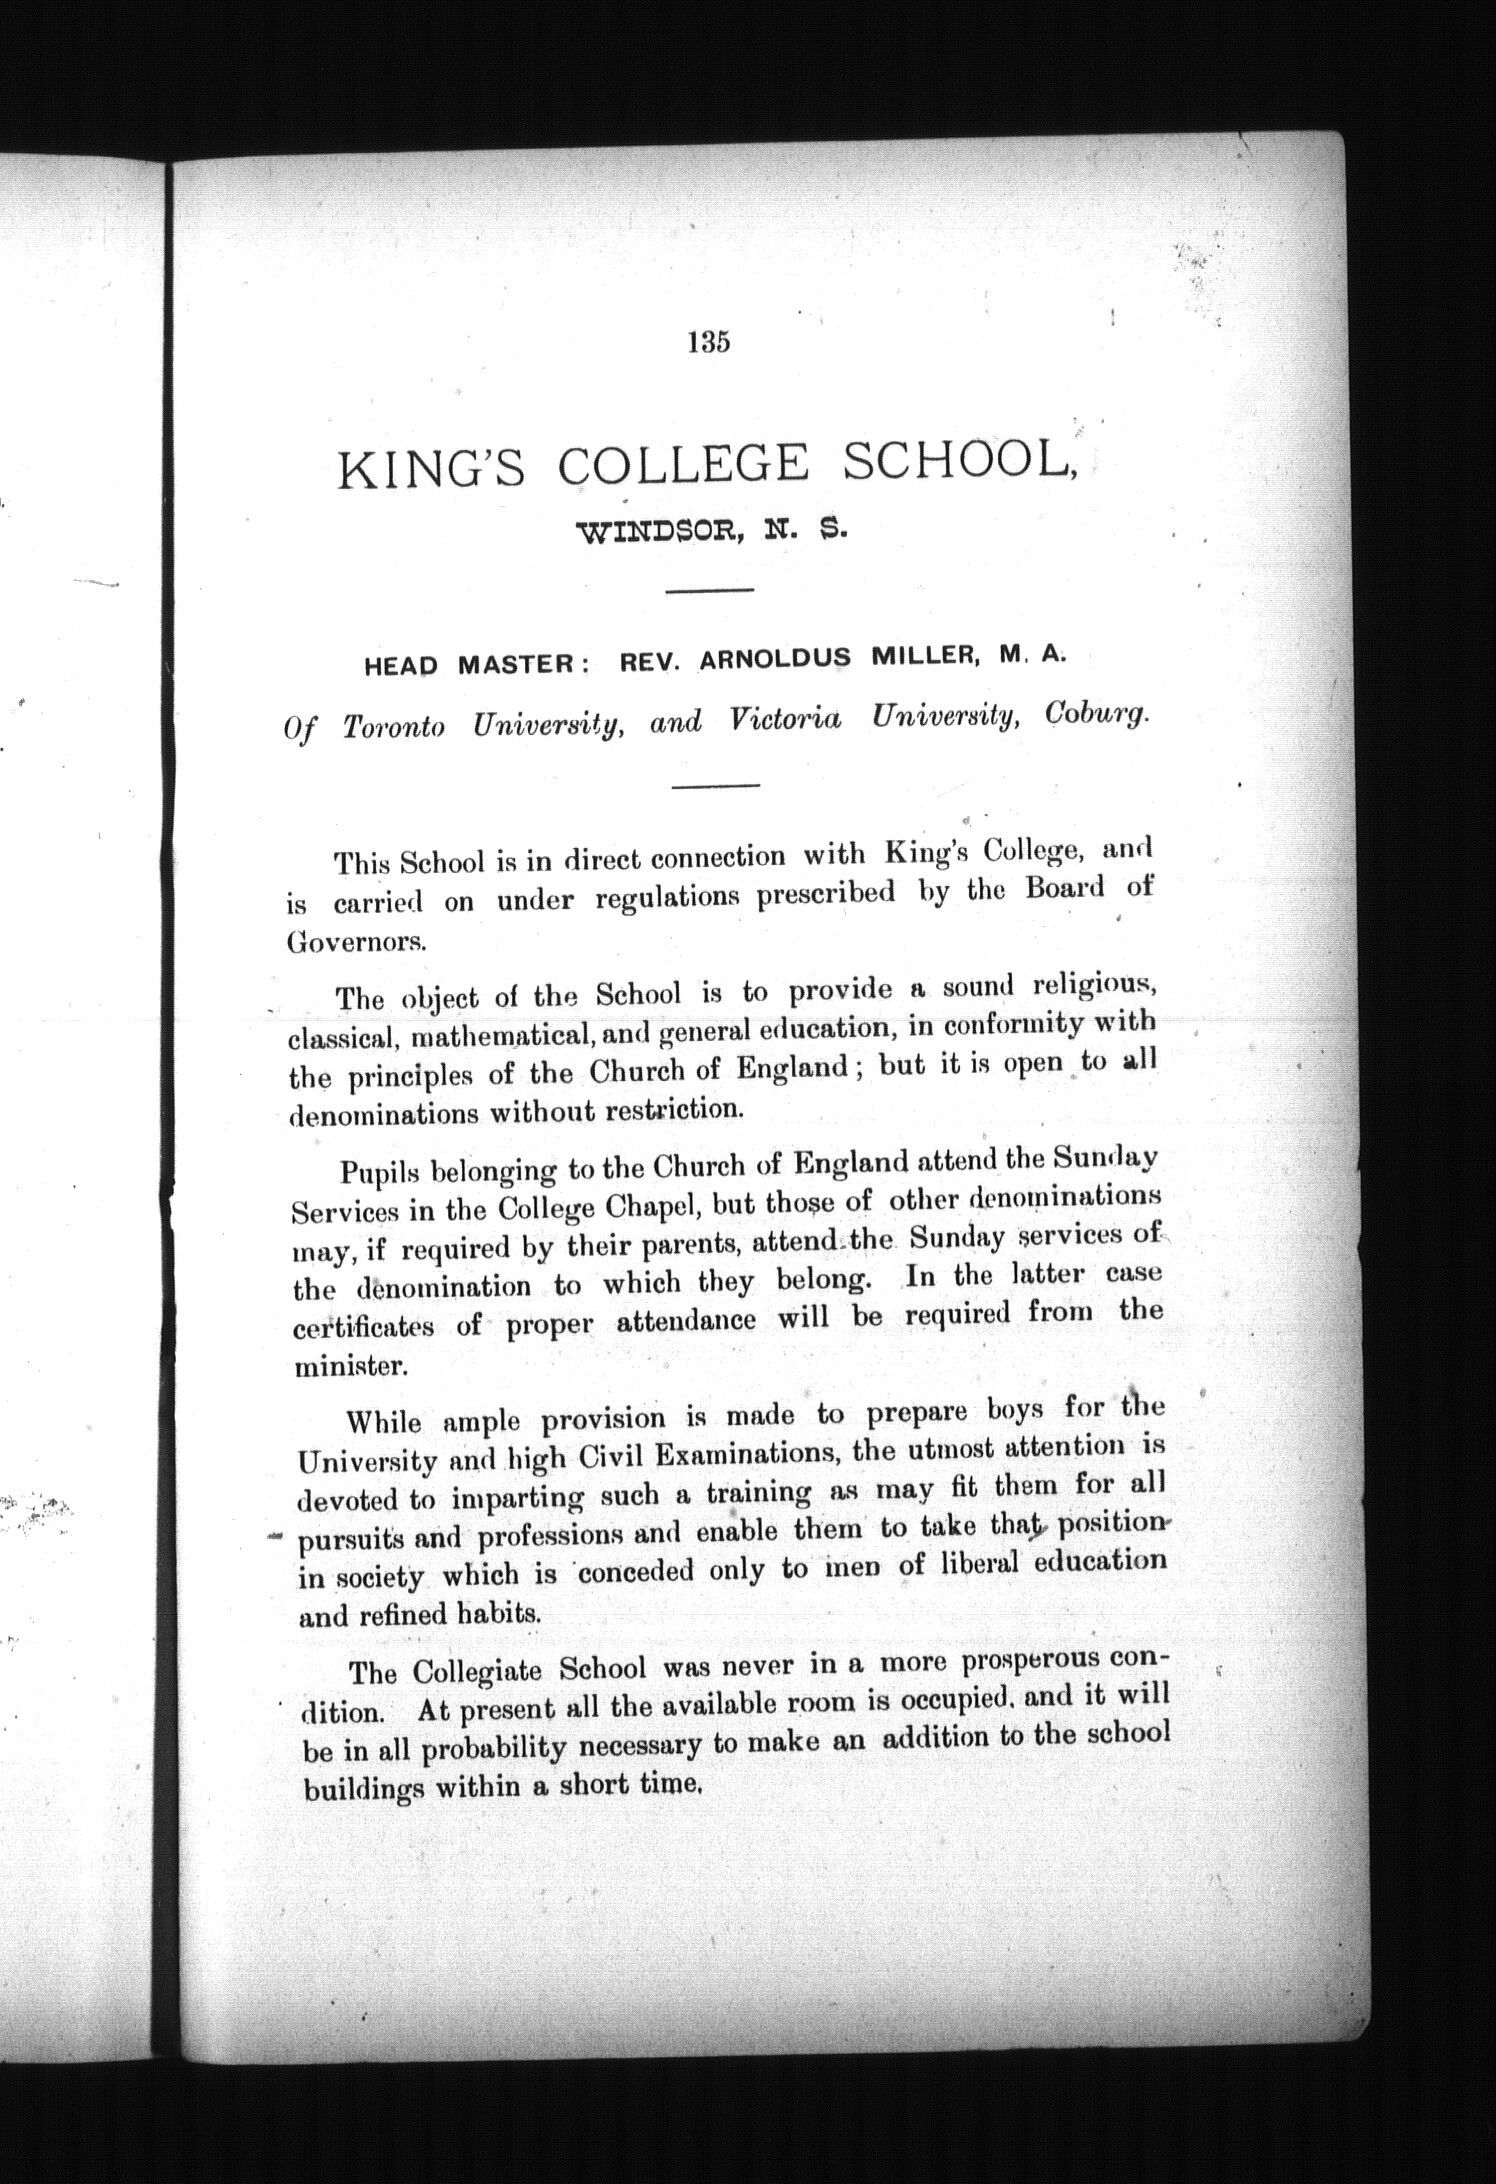 135
KING'S COLLEGE SCHOOL,
WINDSOR, N. S.
HEAD MASTER: REV. ARNOLDUS MILLER, M. A.
Of Toronto University, and Victoria University, Coburg.
This School is in direct connection with King's College, and
is carried on under regulations prescribed by the Board of
Governors.
The object of the School is to provide a sound religious,
classical, mathematical, and general education, in conformity with
the principles of the Church of England; but it is open to all
denominations without restriction.
Pupils belonging to the Church of England attend the Sunday
Services in the College Chapel, but those of other denominations
may, if required by their parents, attend the Sunday services of
the denomination to which they belong. In the latter case
certificates of proper attendance will be required from the
minister.
While ample provision is made to prepare boys for the
University and high Civil Examinations, the utmost attention is
devoted to imparting such a training as may fit them for all
pursuits and professions and enable them to take that position
in society which is conceded only to men of liberal education
and refined habits.
The Collegiate School was never in a more prosperous con-
dition. At present all the available room is occupied, and it will
be in all probability necessary to make an addition to the school
buildings within a short time.